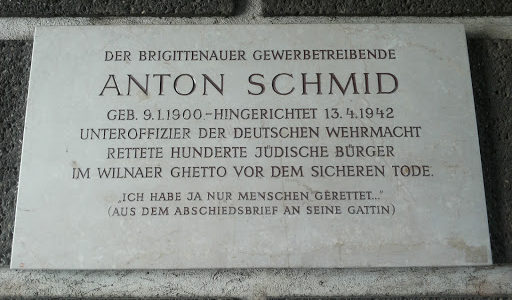 DER BRIGITTENAUER GEWERBETREIBENDE
ANTON SCHMID
GEB. 9.1.1900.–HINGERICHTET 13.4.1942
UNTEROFFIZIER DER DEUTSCHEN WEHRMACHT
RETTETE HUNDERTE JÜDISCHE BÜRGER
IM WILNAER GHETTO VOR DEM SICHEREN TODE.
„ICH HABE JA NUR MENSCHEN GERETTET..."
(AUS DEM ABSCHIEDSBRIEF AN SEINE GATTIN)